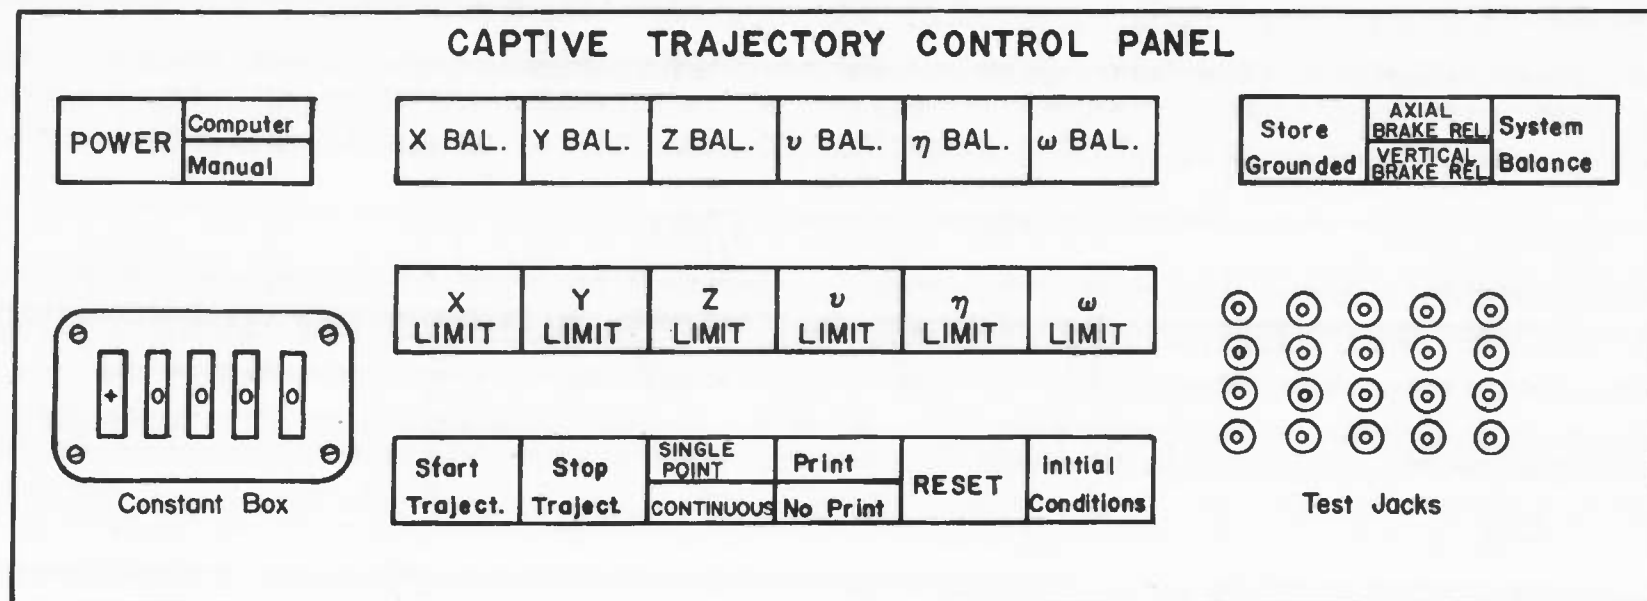 CAPTIVE TRAJECTORY CONTROL PANEL
POWER
Computer
Manual
X BAL.
Y BAL.
Z BAL.
υ BAL.
η BAL.
ω BAL.
Store
Grounded
AXIAL
BRAKE REL.
VERTICAL
BRAKE REL.
System
Balance
X
LIMIT
Y
LIMIT
Z
LIMIT
υ
LIMIT
η
LIMIT
ω
LIMIT
+ 0 0 0 0
Constant Box
Start
Traject.
Stop
Traject
SINGLE
POINT
CONTINUOUS
Print
No Print
RESET
Initial
Conditions
Test Jacks